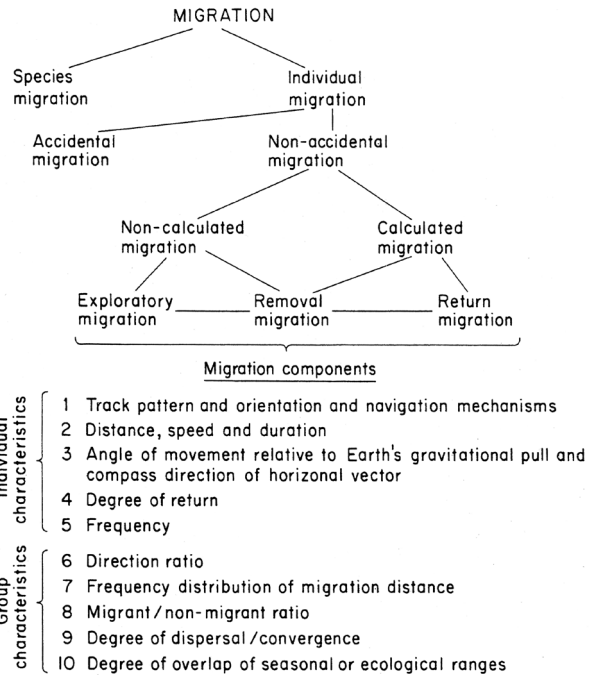 MIGRATION
Species
migration
Individual
migration
Accidental
migration
Non-accidental
migration
Non-calculated
migration
Calculated
migration
Exploratory
migration
Removal
migration
Return
migration
Migration components
Individual
characteristics
1 Track pattern and orientation and navigation mechanisms
2 Distance, speed and duration
3 Angle of movement relative to Earth's gravitational pull and
compass direction of horizonal vector
4 Degree of return
5 Frequency
Group
characteristics
6 Direction ratio
7 Frequency distribution of migration distance
8 Migrant/non-migrant ratio
9 Degree of dispersal/convergence
10 Degree of overlap of seasonal or ecological ranges